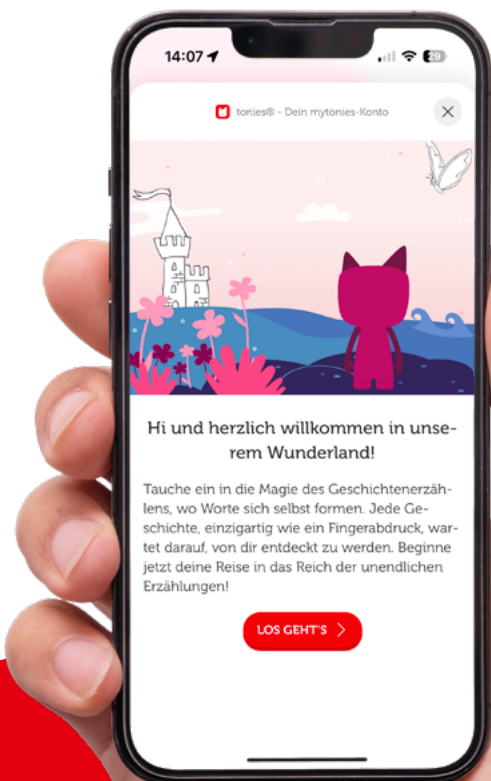 14:07
29
tonies® - Dein mytonies-Konto
Hi und herzlich willkommen in unse-
rem Wunderland!
Tauche ein in die Magie des Geschichtenerzäh-
lens, wo Worte sich selbst formen. Jede Ge-
schichte, einzigartig wie ein Fingerabdruck, war-
tet darauf, von dir entdeckt zu werden. Beginne
jetzt deine Reise in das Reich der unendlichen
Erzählungen!
LOS GEHT'S